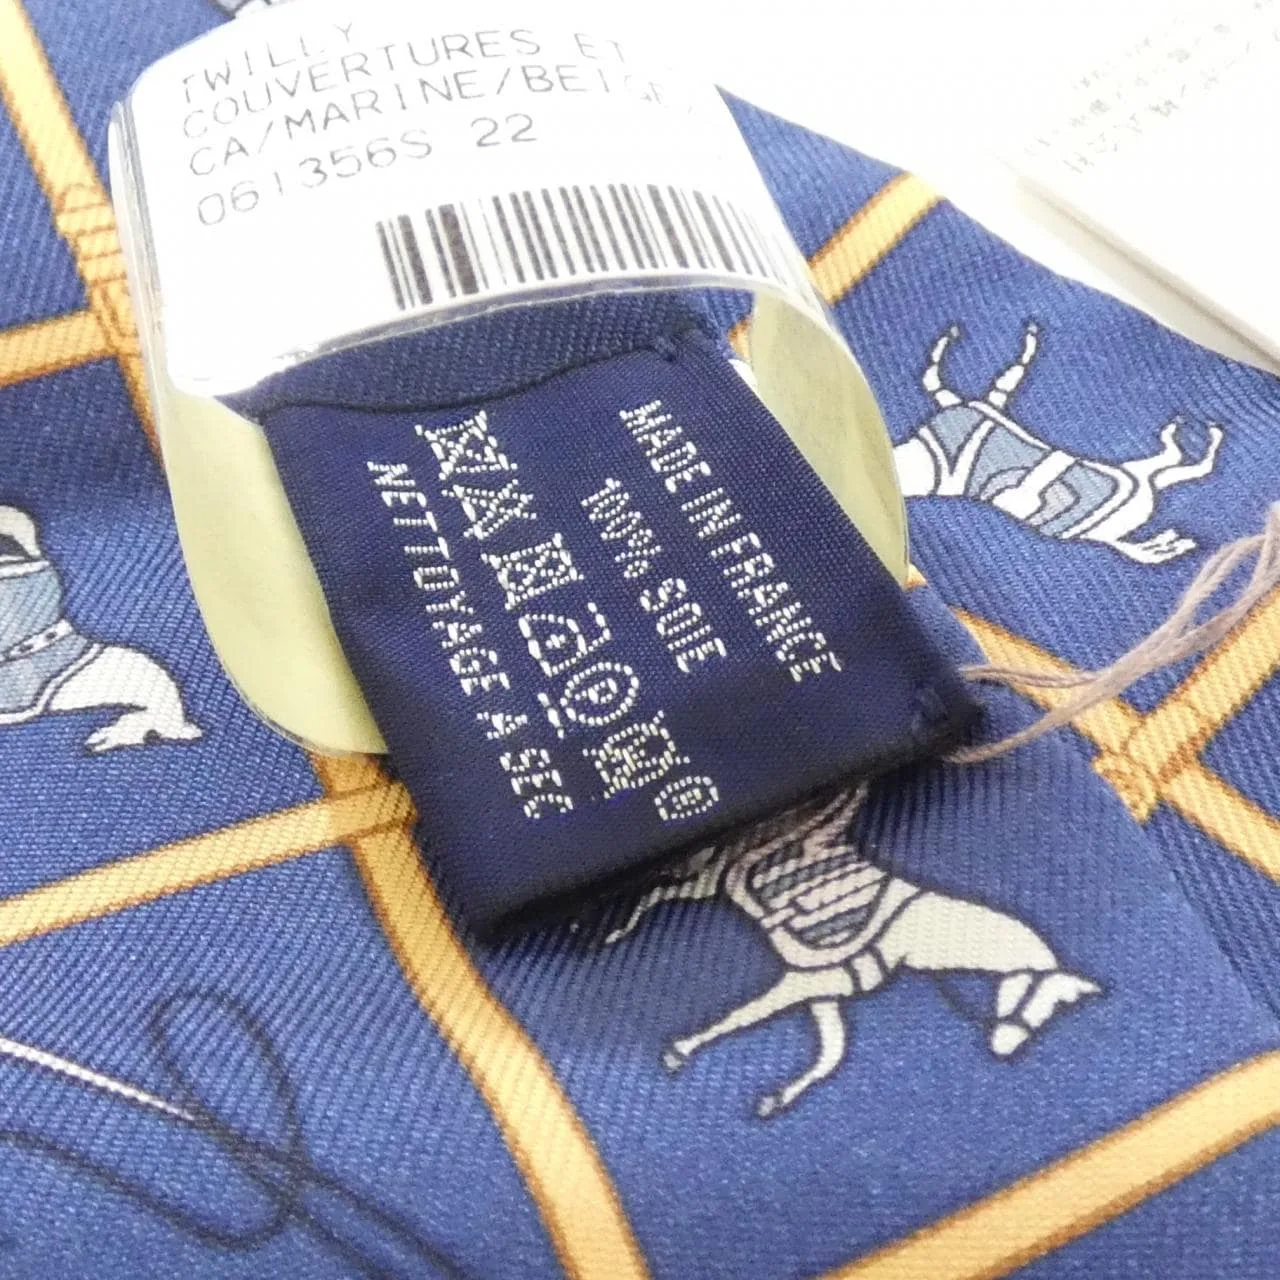 TWILLY
COUVERTURES ET
CA/MARINE/BEIGE/
061356S 22
MADE IN FRANCE
100% SOIE
NETTOYAGE A SEC